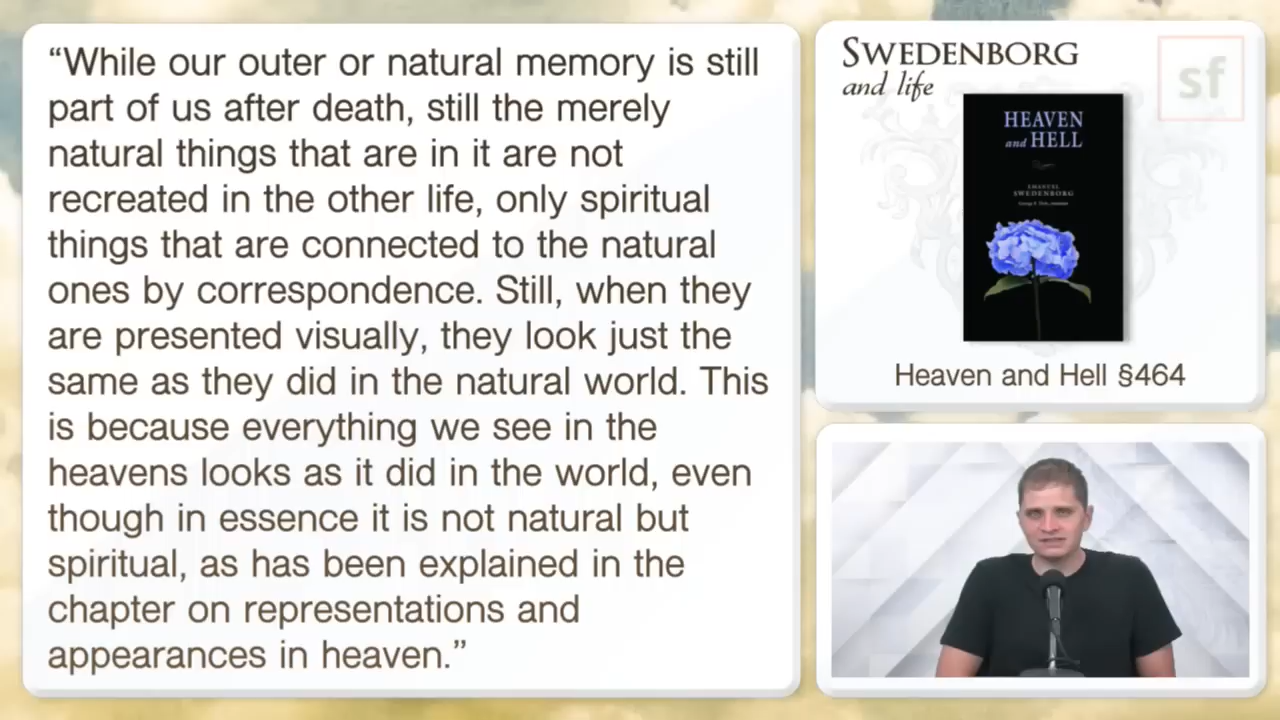 “While our outer or natural memory is still
part of us after death, still the merely
natural things that are in it are not
recreated in the other life, only spiritual
things that are connected to the natural
ones by correspondence. Still, when they
are presented visually, they look just the
same as they did in the natural world. This
is because everything we see in the
heavens looks as it did in the world, even
though in essence it is not natural but
spiritual, as has been explained in the
chapter on representations and
appearances in heaven.”
SWEDENBORG
and life
sf
HEAVEN
and HELL
EMANUEL
SWEDENBORG
Heaven and Hell §464